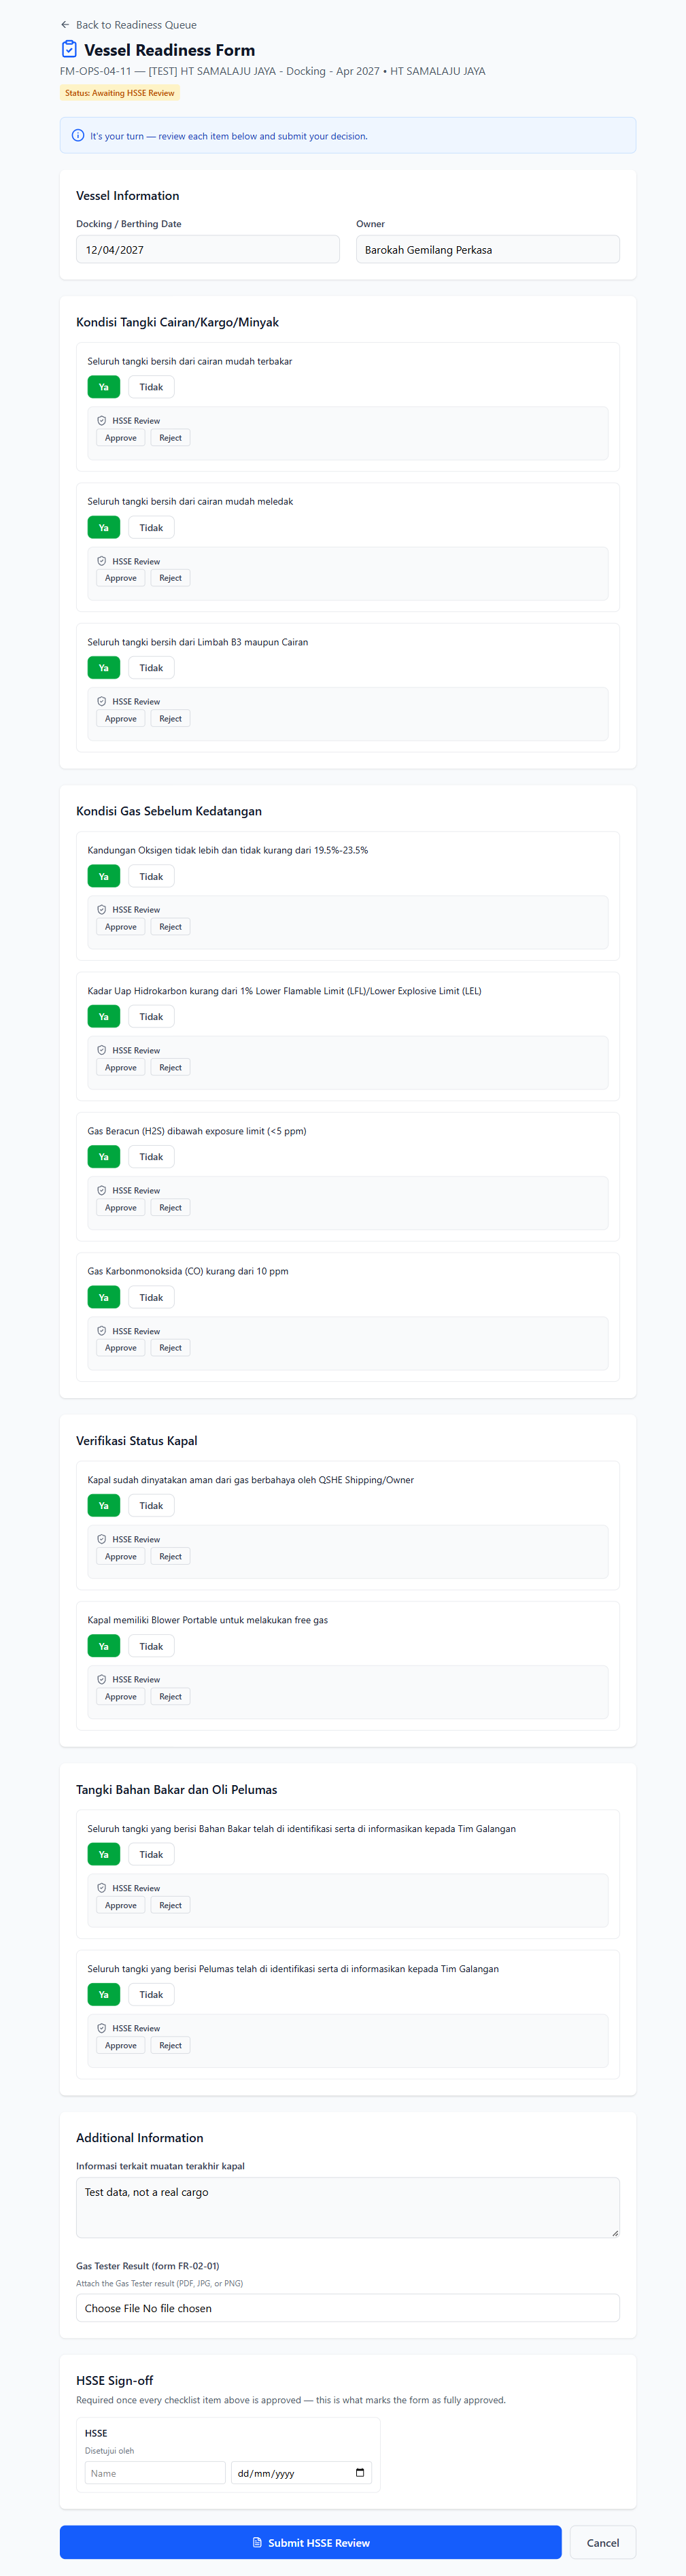 Back to Readiness Queue
Vessel Readiness Form
FM-OPS-04-11 — [TEST] HT SAMALAJU JAYA - Docking - Apr 2027 • HT SAMALAJU JAYA
Status: Awaiting HSSE Review
It's your turn — review each item below and submit your decision.
Vessel Information
Docking / Berthing Date
12/04/2027
Owner
Barokah Gemilang Perkasa
Kondisi Tangki Cairan/Kargo/Minyak
Seluruh tangki bersih dari cairan mudah terbakar
Ya Tidak
HSSE Review
Approve Reject
Seluruh tangki bersih dari cairan mudah meledak
Ya Tidak
HSSE Review
Approve Reject
Seluruh tangki bersih dari Limbah B3 maupun Cairan
Ya Tidak
HSSE Review
Approve Reject
Kondisi Gas Sebelum Kedatangan
Kandungan Oksigen tidak lebih dan tidak kurang dari 19.5%-23.5%
Ya Tidak
HSSE Review
Approve Reject
Kadar Uap Hidrokarbon kurang dari 1% Lower Flamable Limit (LFL)/Lower Explosive Limit (LEL)
Ya Tidak
HSSE Review
Approve Reject
Gas Beracun (H2S) dibawah exposure limit (<5 ppm)
Ya Tidak
HSSE Review
Approve Reject
Gas Karbonmonoksida (CO) kurang dari 10 ppm
Ya Tidak
HSSE Review
Approve Reject
Verifikasi Status Kapal
Kapal sudah dinyatakan aman dari gas berbahaya oleh QSHE Shipping/Owner
Ya Tidak
HSSE Review
Approve Reject
Kapal memiliki Blower Portable untuk melakukan free gas
Ya Tidak
HSSE Review
Approve Reject
Tangki Bahan Bakar dan Oli Pelumas
Seluruh tangki yang berisi Bahan Bakar telah di identifikasi serta di informasikan kepada Tim Galangan
Ya Tidak
HSSE Review
Approve Reject
Seluruh tangki yang berisi Pelumas telah di identifikasi serta di informasikan kepada Tim Galangan
Ya Tidak
HSSE Review
Approve Reject
Additional Information
Informasi terkait muatan terakhir kapal
Test data, not a real cargo
Gas Tester Result (form FR-02-01)
Attach the Gas Tester result (PDF, JPG, or PNG)
Choose File No file chosen
HSSE Sign-off
Required once every checklist item above is approved — this is what marks the form as fully approved.
HSSE
Disetujui oleh
Name dd/mm/yyyy
Submit HSSE Review Cancel